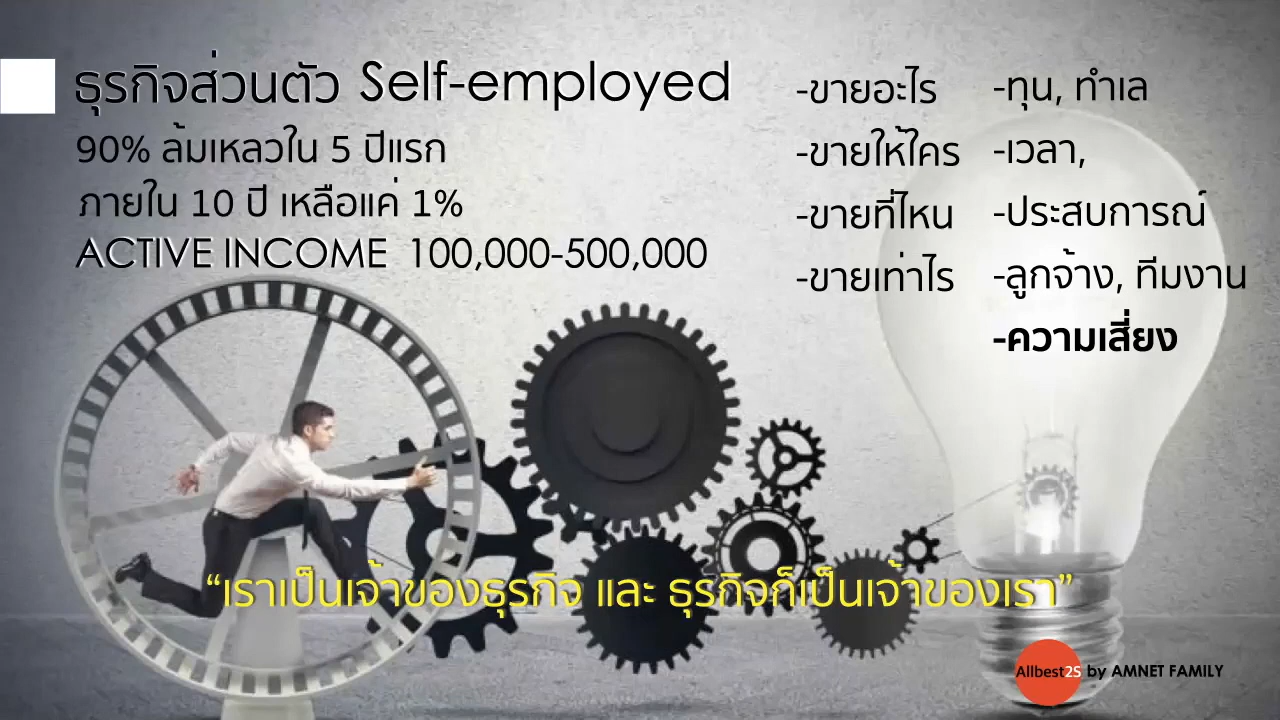 ธุรกิจส่วนตัว Self-employed
90% ล้มเหลวใน 5 ปีแรก
ภายใน 10 ปี เหลือแค่ 1%
ACTIVE INCOME 100,000-500,000
-ขายอะไร
-ขายให้ใคร
-ขายที่ไหน
-ขายเท่าไร
-ทุน, ทำเล
-เวลา,
-ประสบการณ์
-ลูกจ้าง, ทีมงาน
-ความเสี่ยง
“เราเป็นเจ้าของธุรกิจ และ ธุรกิจก็เป็นเจ้าของเรา”
Allbest2S by AMNET FAMILY